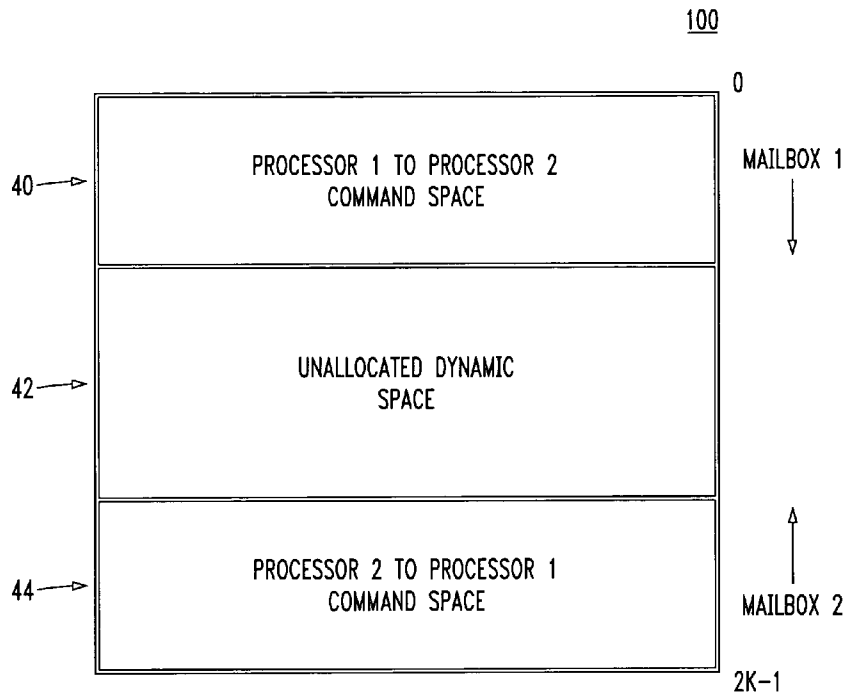 100
0
PROCESSOR 1 TO PROCESSOR 2
COMMAND SPACE
40
MAILBOX 1
UNALLOCATED DYNAMIC
SPACE
42
PROCESSOR 2 TO PROCESSOR 1
COMMAND SPACE
44
MAILBOX 2
2K-1